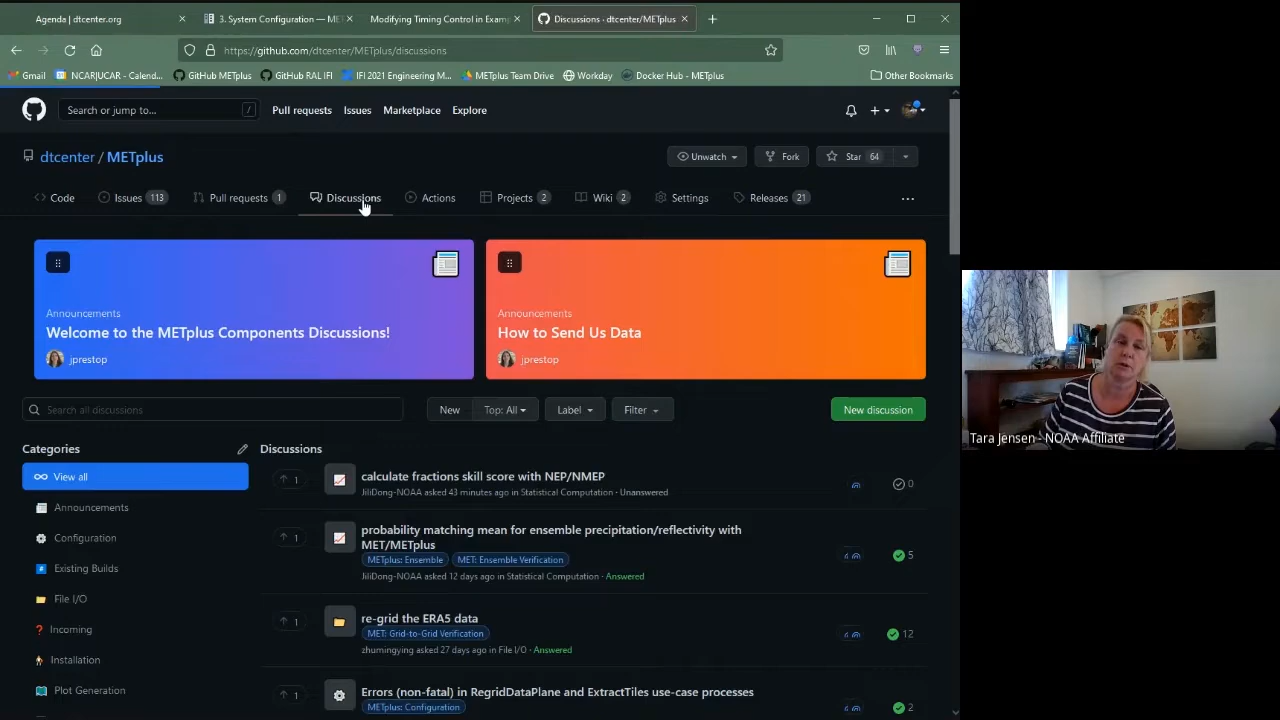 Agenda | dtcenter.org
3. System Configuration — MET
Modifying Timing Control in Examp
Discussions · dtcenter/METplus
https://github.com/dtcenter/METplus/discussions
Gmail
NCAR|UCAR - Calend...
GitHub METplus
GitHub RAL IFI
IFI 2021 Engineering M...
METplus Team Drive
Workday
Docker Hub - METplus
Other Bookmarks
Search or jump to...
/
Pull requests
Issues
Marketplace
Explore
dtcenter / METplus
Unwatch
Fork
Star 64
Code
Issues 113
Pull requests 1
Discussions
Actions
Projects 2
Wiki 2
Settings
Releases 21
Announcements
Welcome to the METplus Components Discussions!
jprestop
Announcements
How to Send Us Data
jprestop
Search all discussions
New
Top: All
Label
Filter
New discussion
Categories
View all
Announcements
Configuration
Existing Builds
File I/O
Incoming
Installation
Plot Generation
Discussions
1
calculate fractions skill score with NEP/NMEP
JiliDong-NOAA asked 43 minutes ago in Statistical Computation · Unanswered
0
1
probability matching mean for ensemble precipitation/reflectivity with
MET/METplus
METplus: Ensemble
MET: Ensemble Verification
JiliDong-NOAA asked 12 days ago in Statistical Computation · Answered
5
1
re-grid the ERA5 data
MET: Grid-to-Grid Verification
zhumingying asked 27 days ago in File I/O · Answered
12
1
Errors (non-fatal) in RegridDataPlane and ExtractTiles use-case processes
METplus: Configuration
2
Tara Jensen - NOAA Affiliate